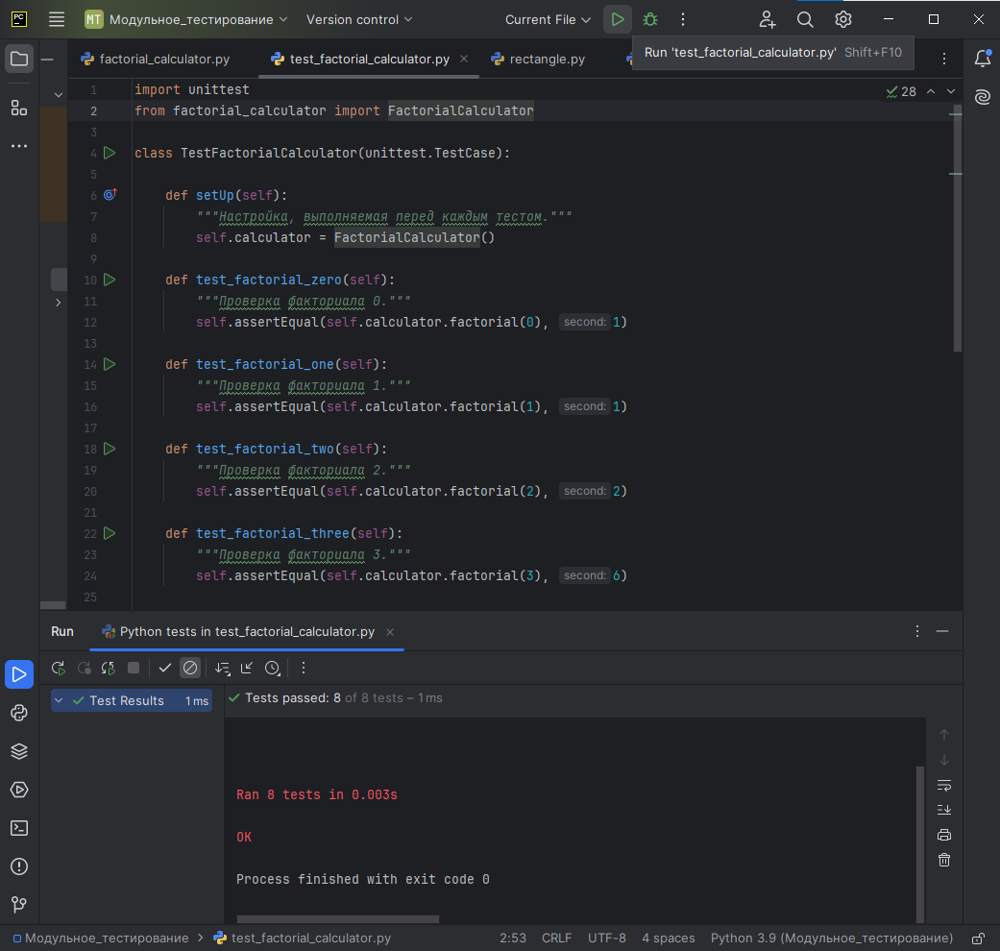 PC
MT Модульное_тестирование Version control Current File
Run 'test_factorial_calculator.py' Shift+F10
factorial_calculator.py test_factorial_calculator.py rectangle.py
28
1 import unittest
2 from factorial_calculator import FactorialCalculator
3
4 class TestFactorialCalculator(unittest.TestCase):
5
6 def setUp(self):
7 """Настройка, выполняемая перед каждым тестом."""
8 self.calculator = FactorialCalculator()
9
10 def test_factorial_zero(self):
11 """Проверка факториала 0."""
12 self.assertEqual(self.calculator.factorial(0), second: 1)
13
14 def test_factorial_one(self):
15 """Проверка факториала 1."""
16 self.assertEqual(self.calculator.factorial(1), second: 1)
17
18 def test_factorial_two(self):
19 """Проверка факториала 2."""
20 self.assertEqual(self.calculator.factorial(2), second: 2)
21
22 def test_factorial_three(self):
23 """Проверка факториала 3."""
24 self.assertEqual(self.calculator.factorial(3), second: 6)
25
Run Python tests in test_factorial_calculator.py
Test Results 1 ms
Tests passed: 8 of 8 tests – 1 ms
Ran 8 tests in 0.003s
OK
Process finished with exit code 0
Модульное_тестирование > test_factorial_calculator.py 2:53 CRLF UTF-8 4 spaces Python 3.9 (Модульное_тестирование)